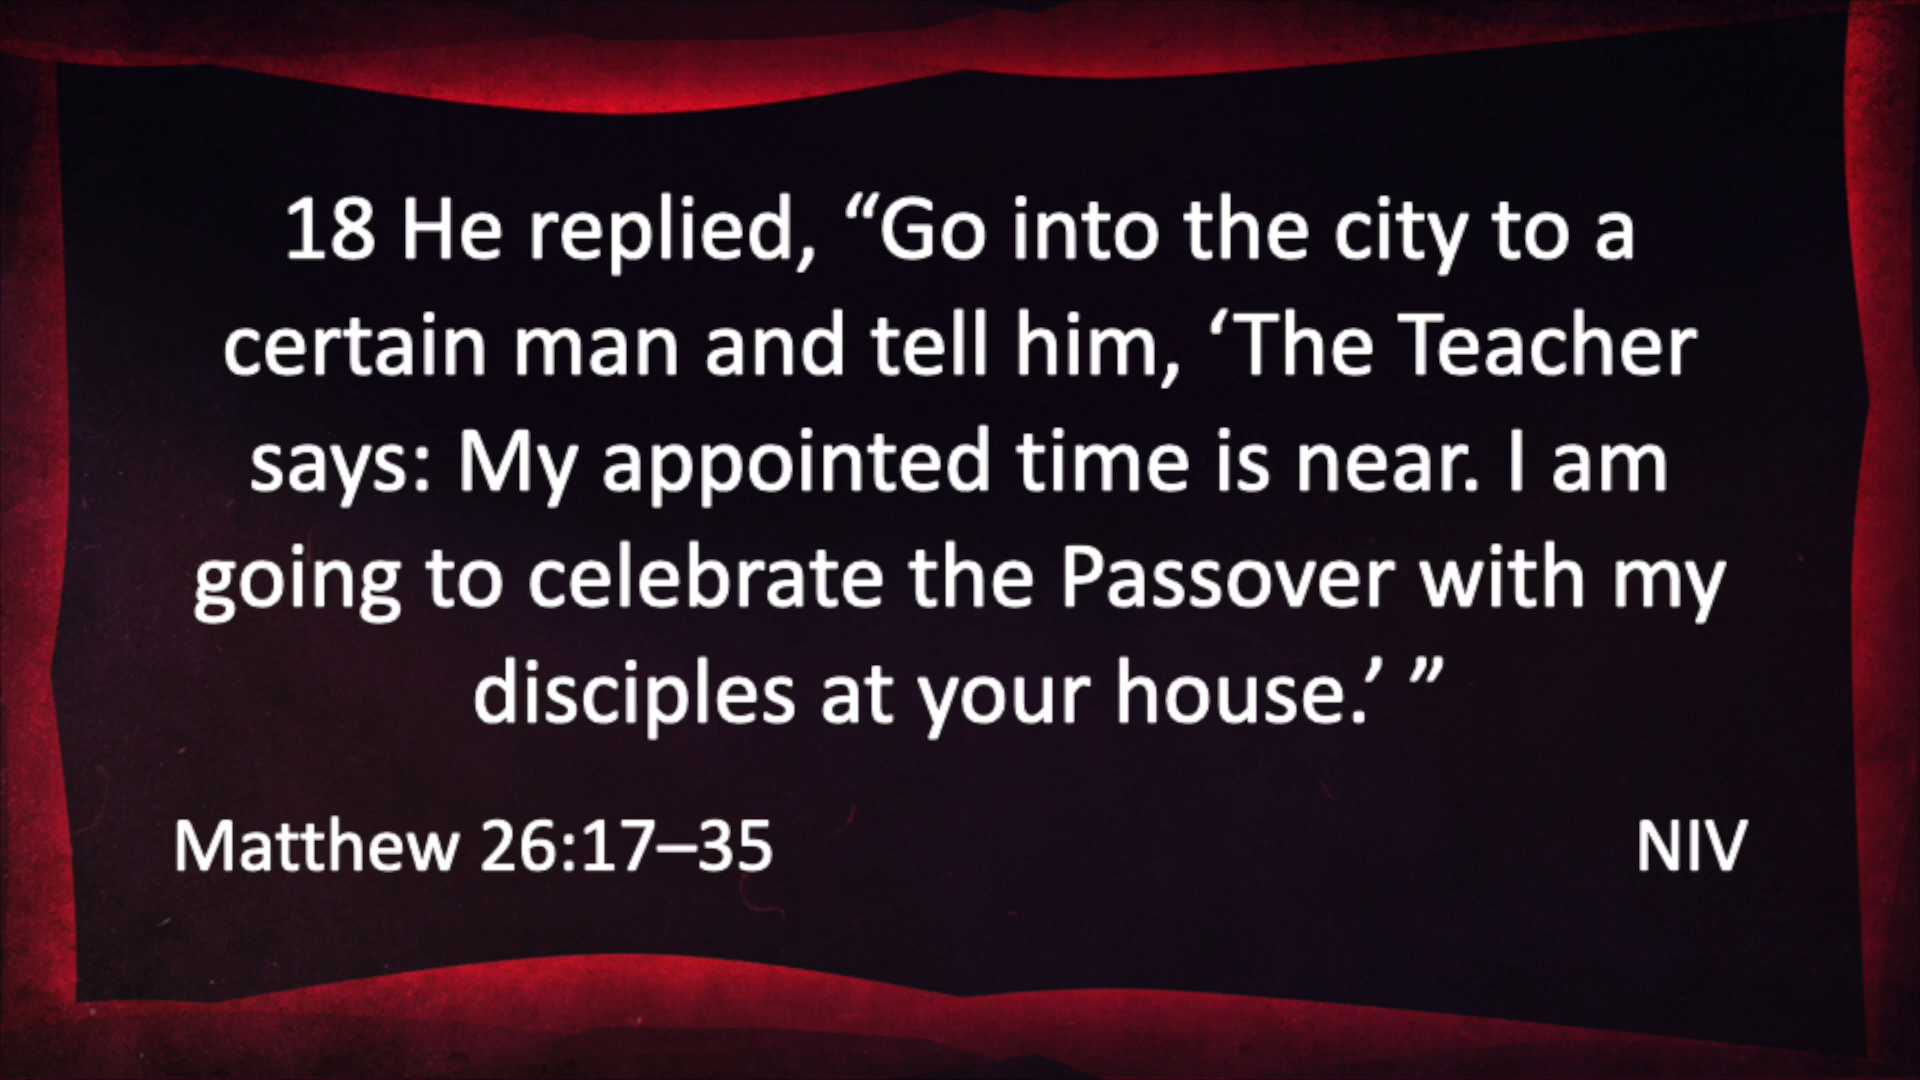 18 He replied, “Go into the city to a
certain man and tell him, ‘The Teacher
says: My appointed time is near. I am
going to celebrate the Passover with my
disciples at your house.’ ”
Matthew 26:17–35 NIV